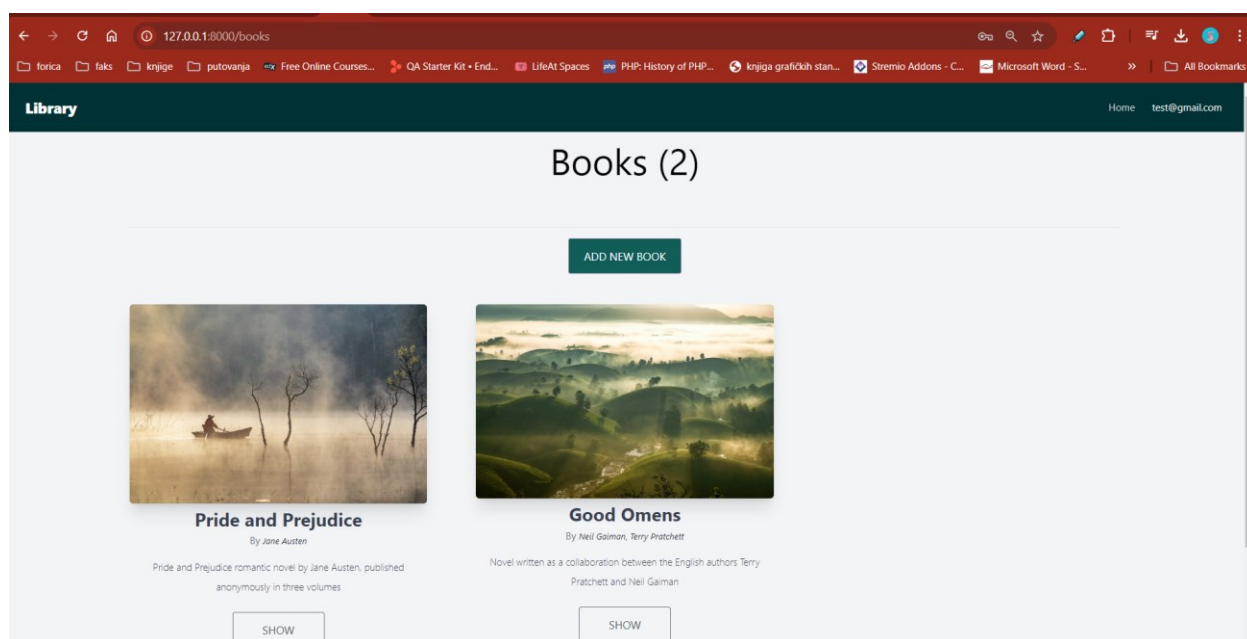 127.0.0.1:8000/books
forica faks knjige putovanja Free Online Courses... QA Starter Kit • End... LifeAt Spaces PHP: History of PHP... knjiga grafičkih stan... Stremio Addons - C... Microsoft Word - S... » All Bookmarks
Library Home test@gmail.com
Books (2)
ADD NEW BOOK
Pride and Prejudice
By Jane Austen
Pride and Prejudice romantic novel by Jane Austen, published
anonymously in three volumes
SHOW
Good Omens
By Neil Gaiman, Terry Pratchett
Novel written as a collaboration between the English authors Terry
Pratchett and Neil Gaiman
SHOW